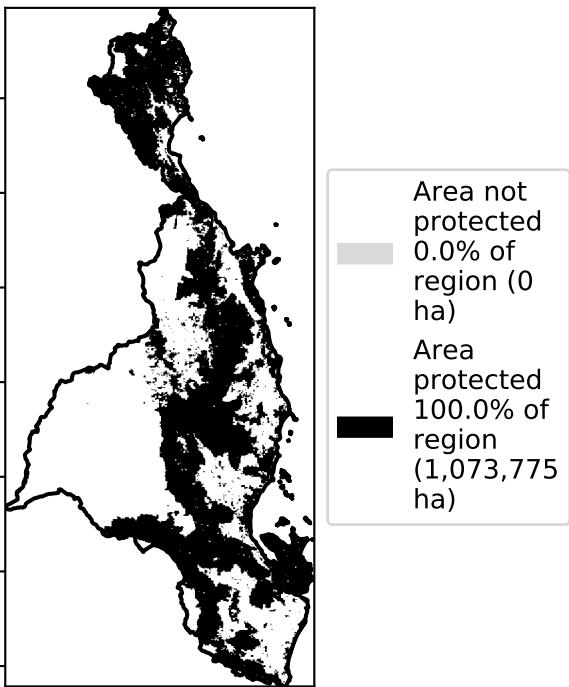 Area not
protected
0.0% of
region (0
ha)
Area
protected
100.0% of
region
(1,073,775
ha)